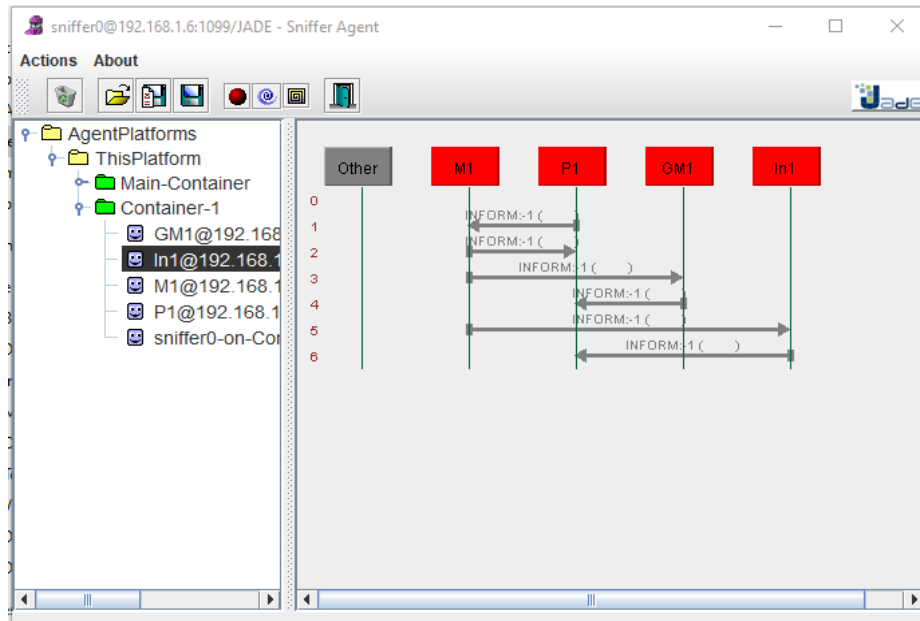 sniffer0@192.168.1.6:1099/JADE - Sniffer Agent
Actions About
Jade
AgentPlatforms
ThisPlatform
Main-Container
Container-1
GM1@192.168
In1@192.168.1
M1@192.168.1
P1@192.168.1
sniffer0-on-Con
Other M1 P1 GM1 In1
0
1 INFORM:-1 ( )
2 INFORM:-1 ( )
3 INFORM:-1 ( )
4 INFORM:-1 ( )
5 INFORM:-1 ( )
6 INFORM:-1 ( )